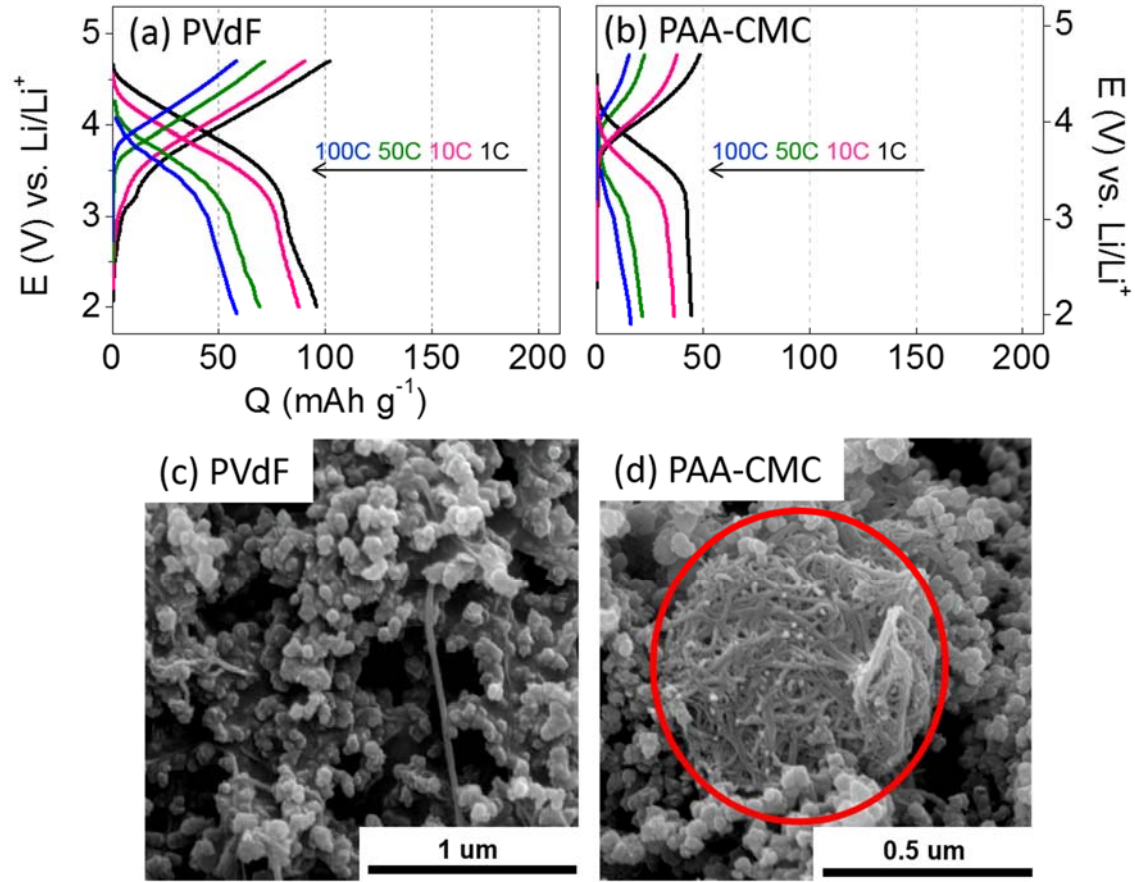 (a) PVdF
(b) PAA-CMC
5
4
3
2
E (V) vs. Li/Li⁺
100C 50C 10C 1C
0 50 100 150 200
100C 50C 10C 1C
0 50 100 150 200
5
4
3
2
E (V) vs. Li/Li⁺
Q (mAh g⁻¹)
(c) PVdF
(d) PAA-CMC
1 um
0.5 um